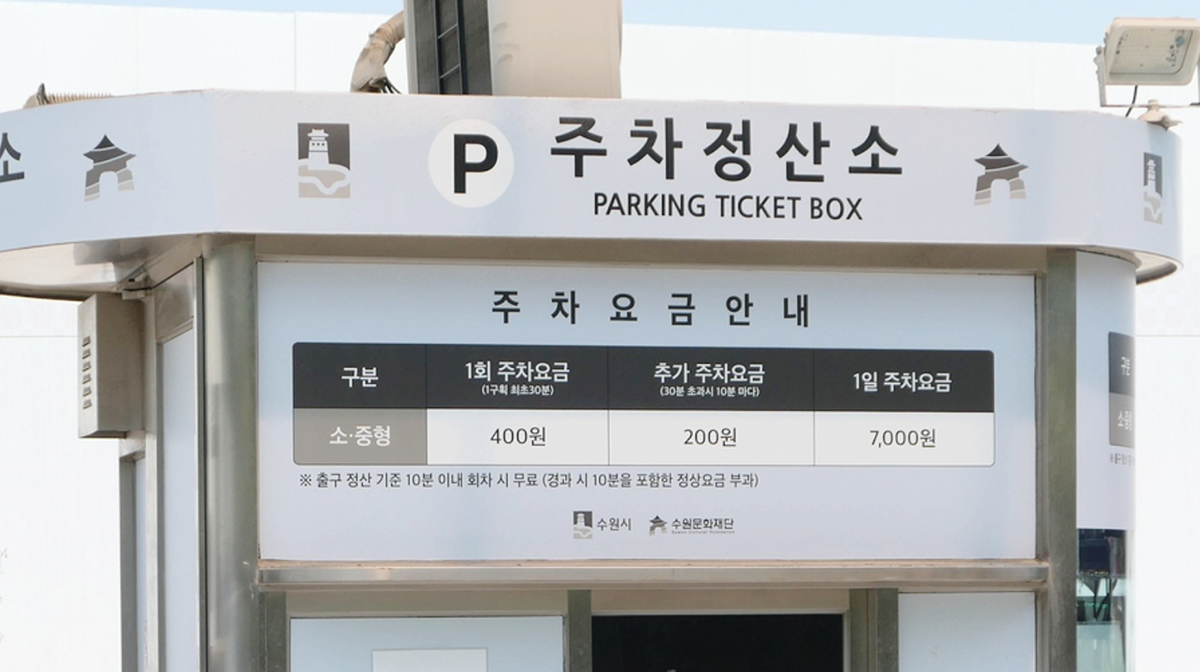 소
P 주차정산소
PARKING TICKET BOX
주차요금안내
구분 1회 주차요금 추가 주차요금 1일 주차요금
(1구획 최초30분) (30분 초과시 10분 마다)
소·중형 400원 200원 7,000원
※ 출구 정산 기준 10분 이내 회차 시 무료 (경과 시 10분을 포함한 정상요금 부과)
수원시 수원문화재단
구분